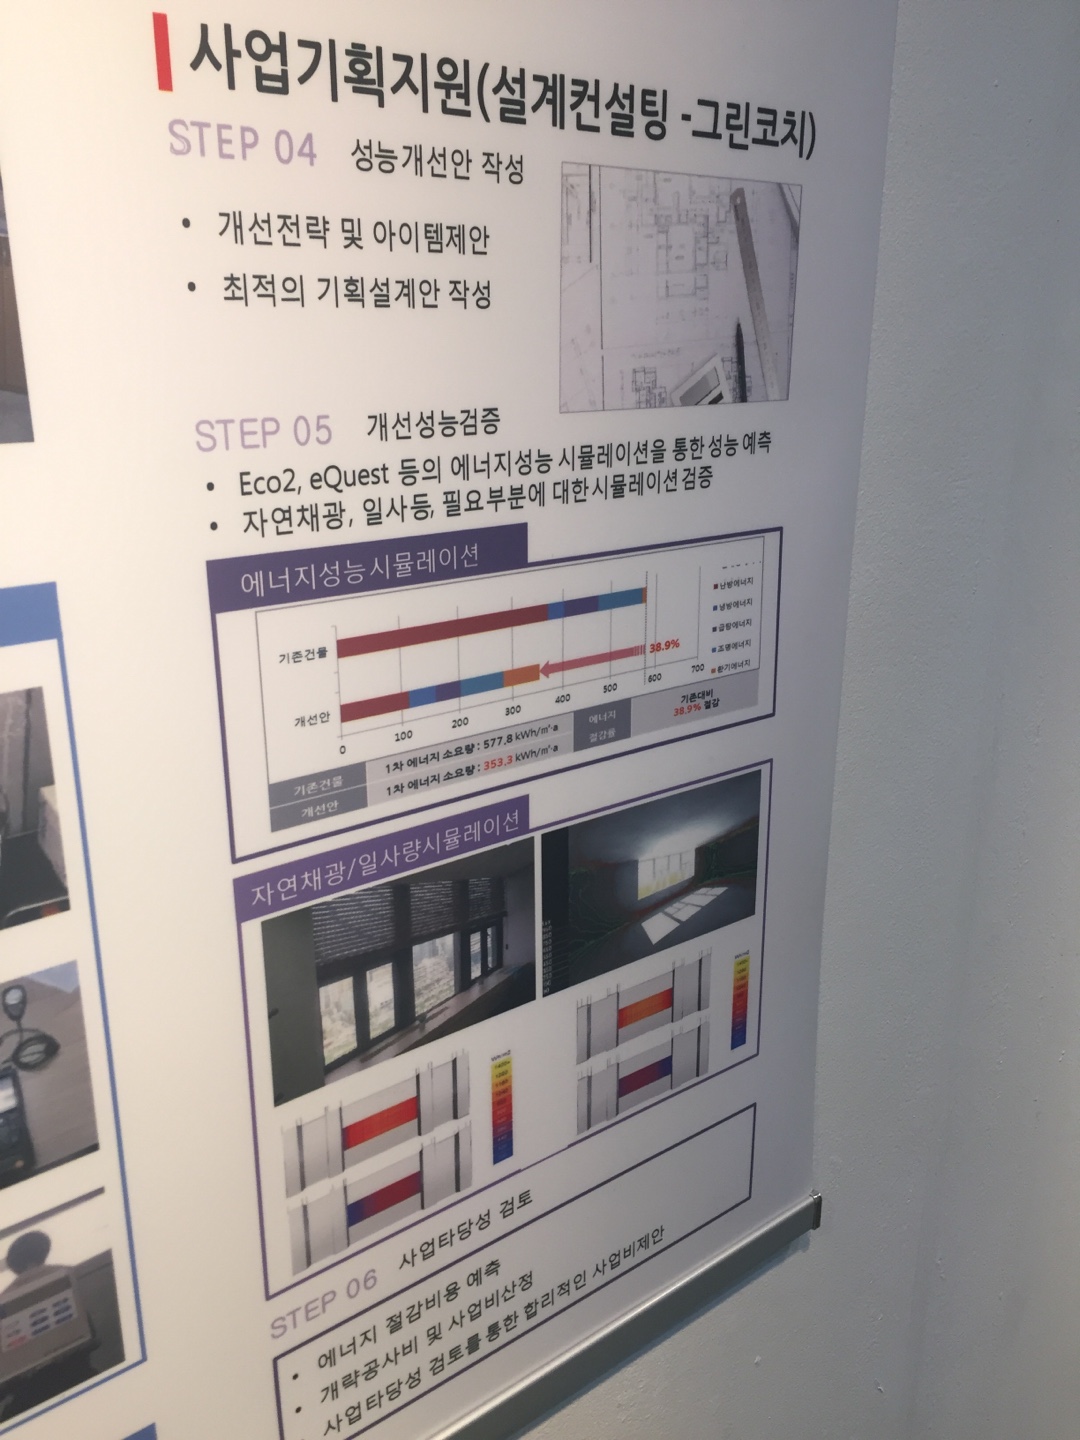 사업기획지원(설계컨설팅 -그린코치)
STEP 04 성능개선안 작성
• 개선전략 및 아이템제안
• 최적의 기획설계안 작성
STEP 05 개선성능검증
• Eco2, eQuest 등의 에너지성능 시뮬레이션을 통한 성능 예측
• 자연채광, 일사등, 필요부분에 대한 시뮬레이션 검증
에너지성능시뮬레이션
기존건물
개선안
38.9%
0 100 200 300 400 500 600 700
난방에너지
냉방에너지
급탕에너지
조명에너지
환기에너지
기존건물 1차 에너지 소요량 : 577.8 kWh/m²·a
개선안 1차 에너지 소요량 : 353.3 kWh/m²·a
에너지
절감률
기존대비
38.9% 절감
자연채광/일사량시뮬레이션
STEP 06 사업타당성 검토
• 에너지 절감비용 예측
• 개략공사비 및 사업비산정
• 사업타당성 검토를 통한 합리적인 사업비제안